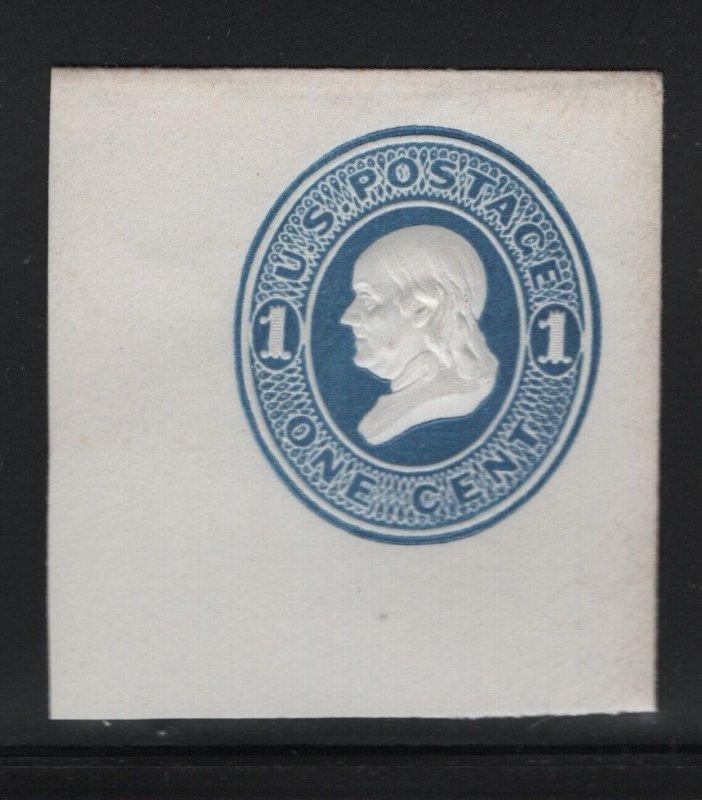 U.S. POSTAGE
1 1
ONE CENT